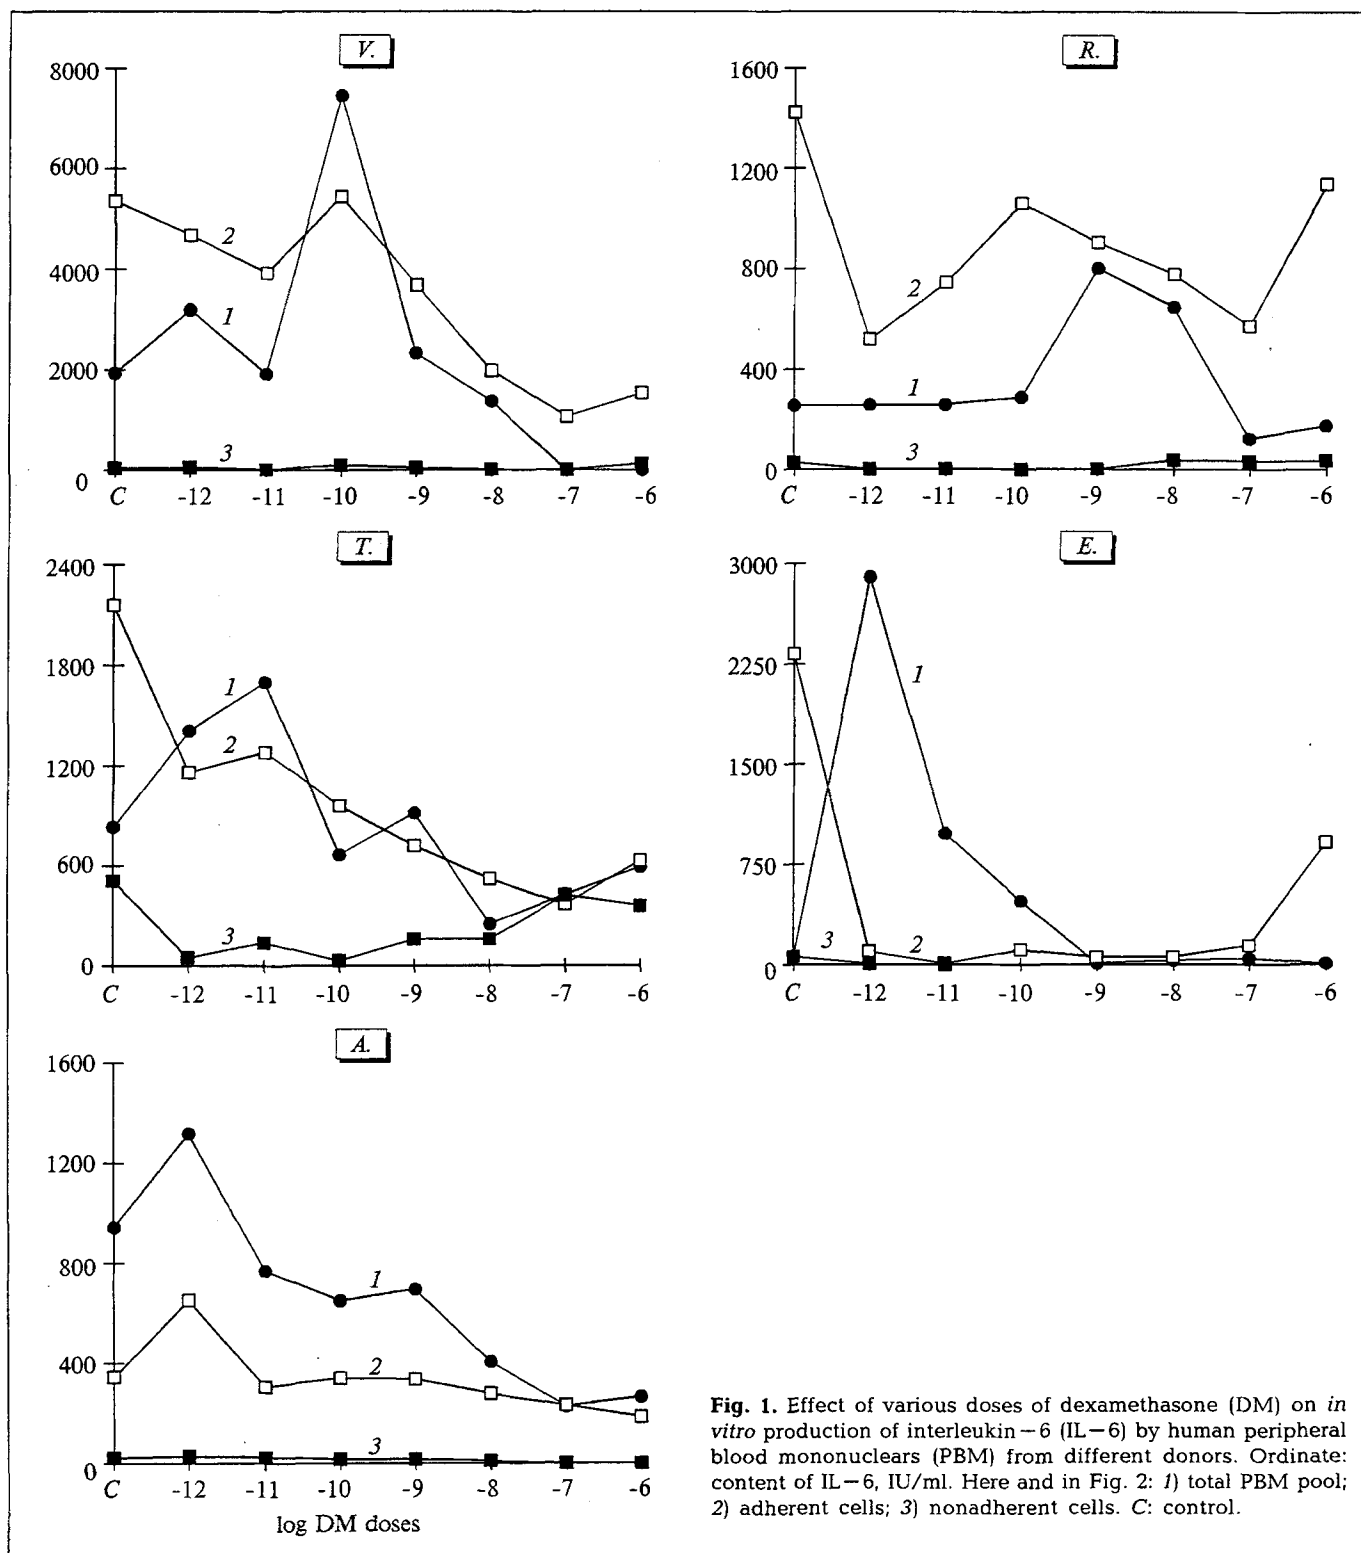 V.
8000
6000
4000
2000
0
2
1
3
C -12 -11 -10 -9 -8 -7 -6
R.
1600
1200
800
400
0
2
1
3
C -12 -11 -10 -9 -8 -7 -6
T.
2400
1800
1200
600
0
1
2
3
C -12 -11 -10 -9 -8 -7 -6
E.
3000
2250
1500
750
0
1
3 2
C -12 -11 -10 -9 -8 -7 -6
A.
1600
1200
800
400
0
1
2
3
C -12 -11 -10 -9 -8 -7 -6
log DM doses
Fig. 1. Effect of various doses of dexamethasone (DM) on in
vitro production of interleukin−6 (IL−6) by human peripheral
blood mononuclears (PBM) from different donors. Ordinate:
content of IL−6, IU/ml. Here and in Fig. 2: 1) total PBM pool;
2) adherent cells; 3) nonadherent cells. C: control.